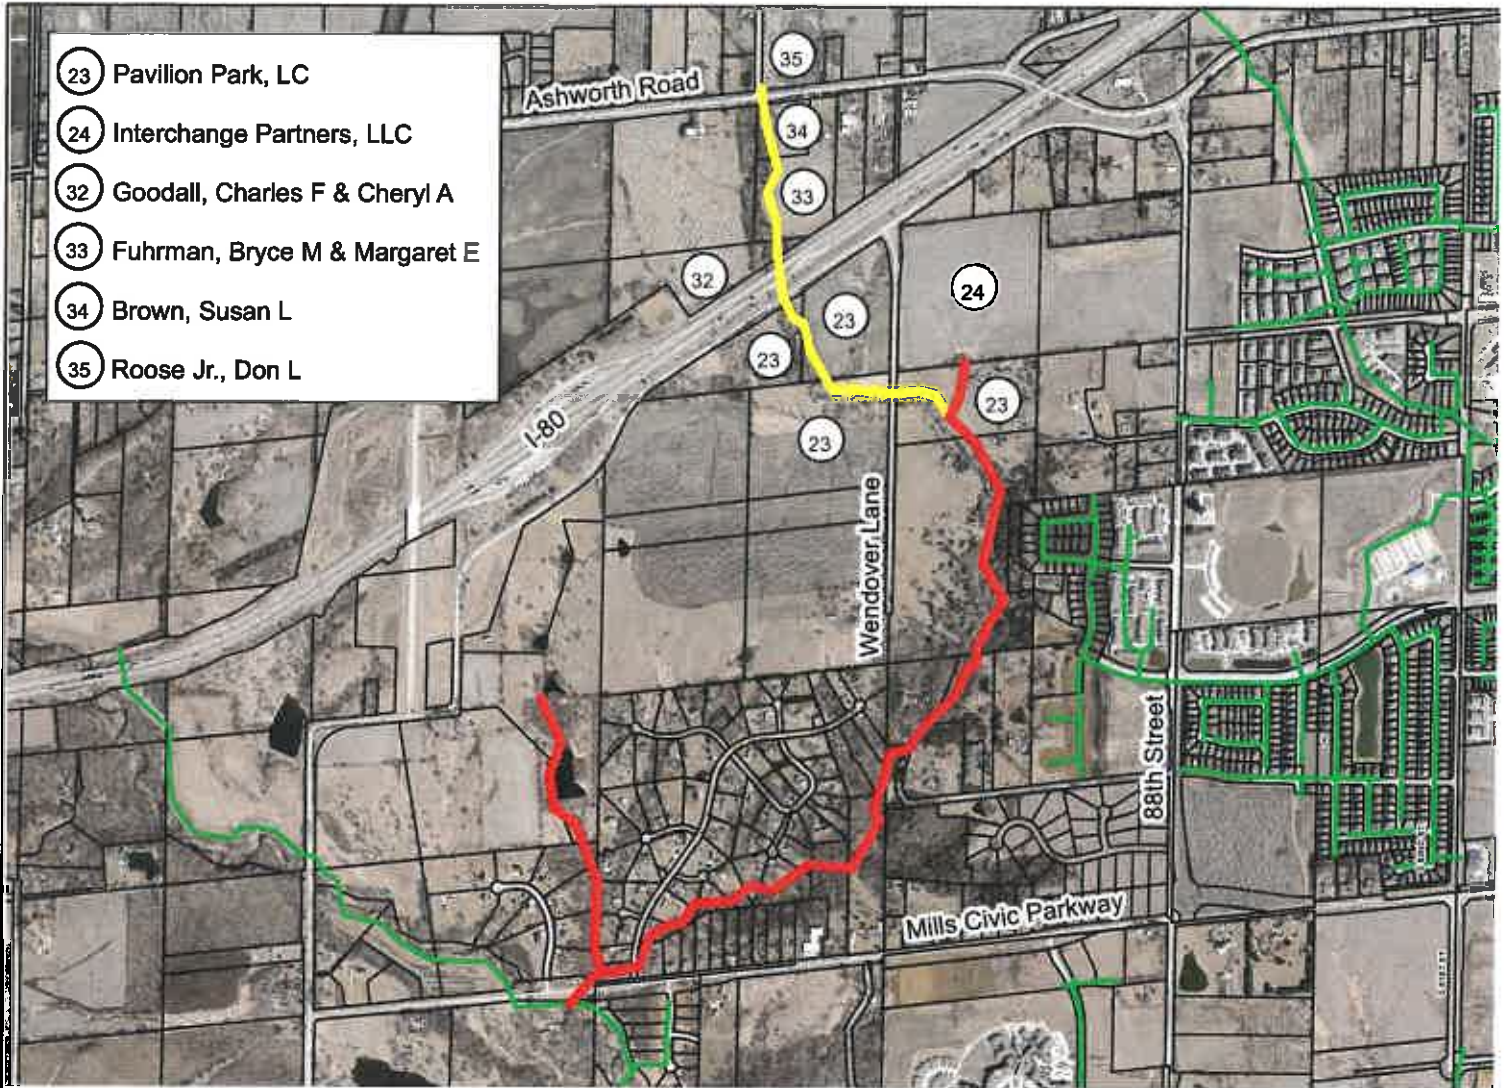 23 Pavilion Park, LC
24 Interchange Partners, LLC
32 Goodall, Charles F & Cheryl A
33 Fuhrman, Bryce M & Margaret E
34 Brown, Susan L
35 Roose Jr., Don L
35
Ashworth Road
34
33
32
24
23
23
23
I-80
23
Wendover Lane
88th Street
Mills Civic Parkway